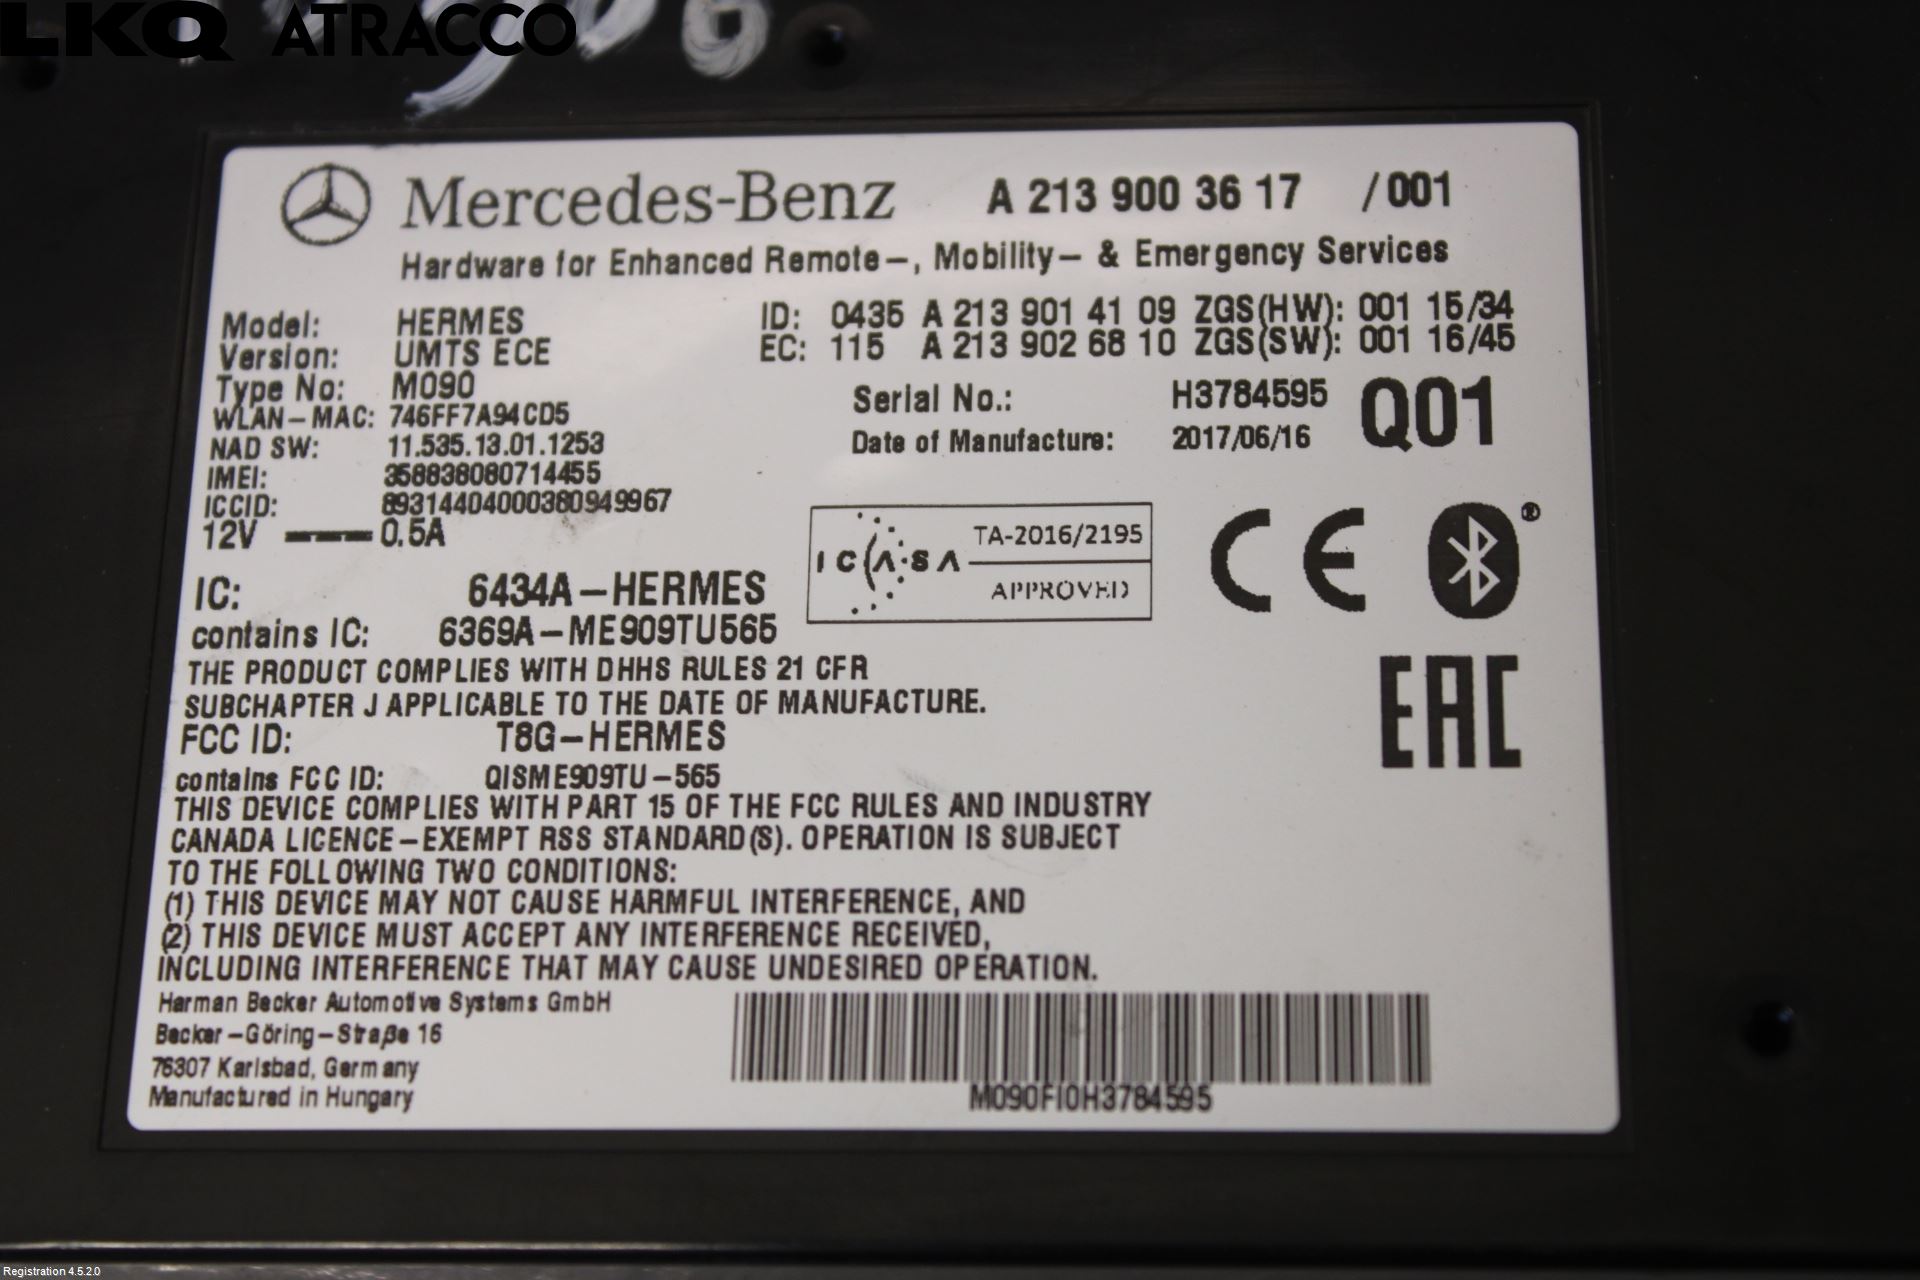 LKQ ATRACCO
Mercedes-Benz A 213 900 36 17 /001
Hardware for Enhanced Remote-, Mobility- & Emergency Services
Model: HERMES ID: 0435 A 213 901 41 09 ZGS(HW): 001 15/34
Version: UMTS ECE EC: 115 A 213 902 68 10 ZGS(SW): 001 16/45
Type No: M090
WLAN-MAC: 746FF7A94CD5 Serial No.: H3784595 Q01
NAD SW: 11.535.13.01.1253 Date of Manufacture: 2017/06/16
IMEI: 358838080714455
ICCID: 89314404000380949967
12V 0.5A
ICASA TA-2016/2195
APPROVED
CE
IC: 6434A-HERMES
contains IC: 6369A-ME909TU565
THE PRODUCT COMPLIES WITH DHHS RULES 21 CFR
SUBCHAPTER J APPLICABLE TO THE DATE OF MANUFACTURE.
EAC
FCC ID: T8G-HERMES
contains FCC ID: QISME909TU-565
THIS DEVICE COMPLIES WITH PART 15 OF THE FCC RULES AND INDUSTRY
CANADA LICENCE-EXEMPT RSS STANDARD(S). OPERATION IS SUBJECT
TO THE FOLLOWING TWO CONDITIONS:
(1) THIS DEVICE MAY NOT CAUSE HARMFUL INTERFERENCE, AND
(2) THIS DEVICE MUST ACCEPT ANY INTERFERENCE RECEIVED,
INCLUDING INTERFERENCE THAT MAY CAUSE UNDESIRED OPERATION.
Harman Becker Automotive Systems GmbH
Becker-Göring-Straße 16
76307 Karlsbad, Germany
Manufactured in Hungary
M090FI0H3784595
Registration 4.5.2.0